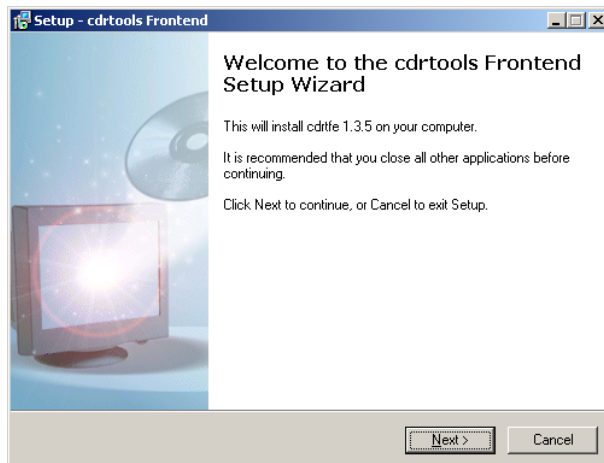 Setup - cdrtools Frontend
Welcome to the cdrtools Frontend
Setup Wizard
This will install cdrtfe 1.3.5 on your computer.
It is recommended that you close all other applications before
continuing.
Click Next to continue, or Cancel to exit Setup.
Next >
Cancel